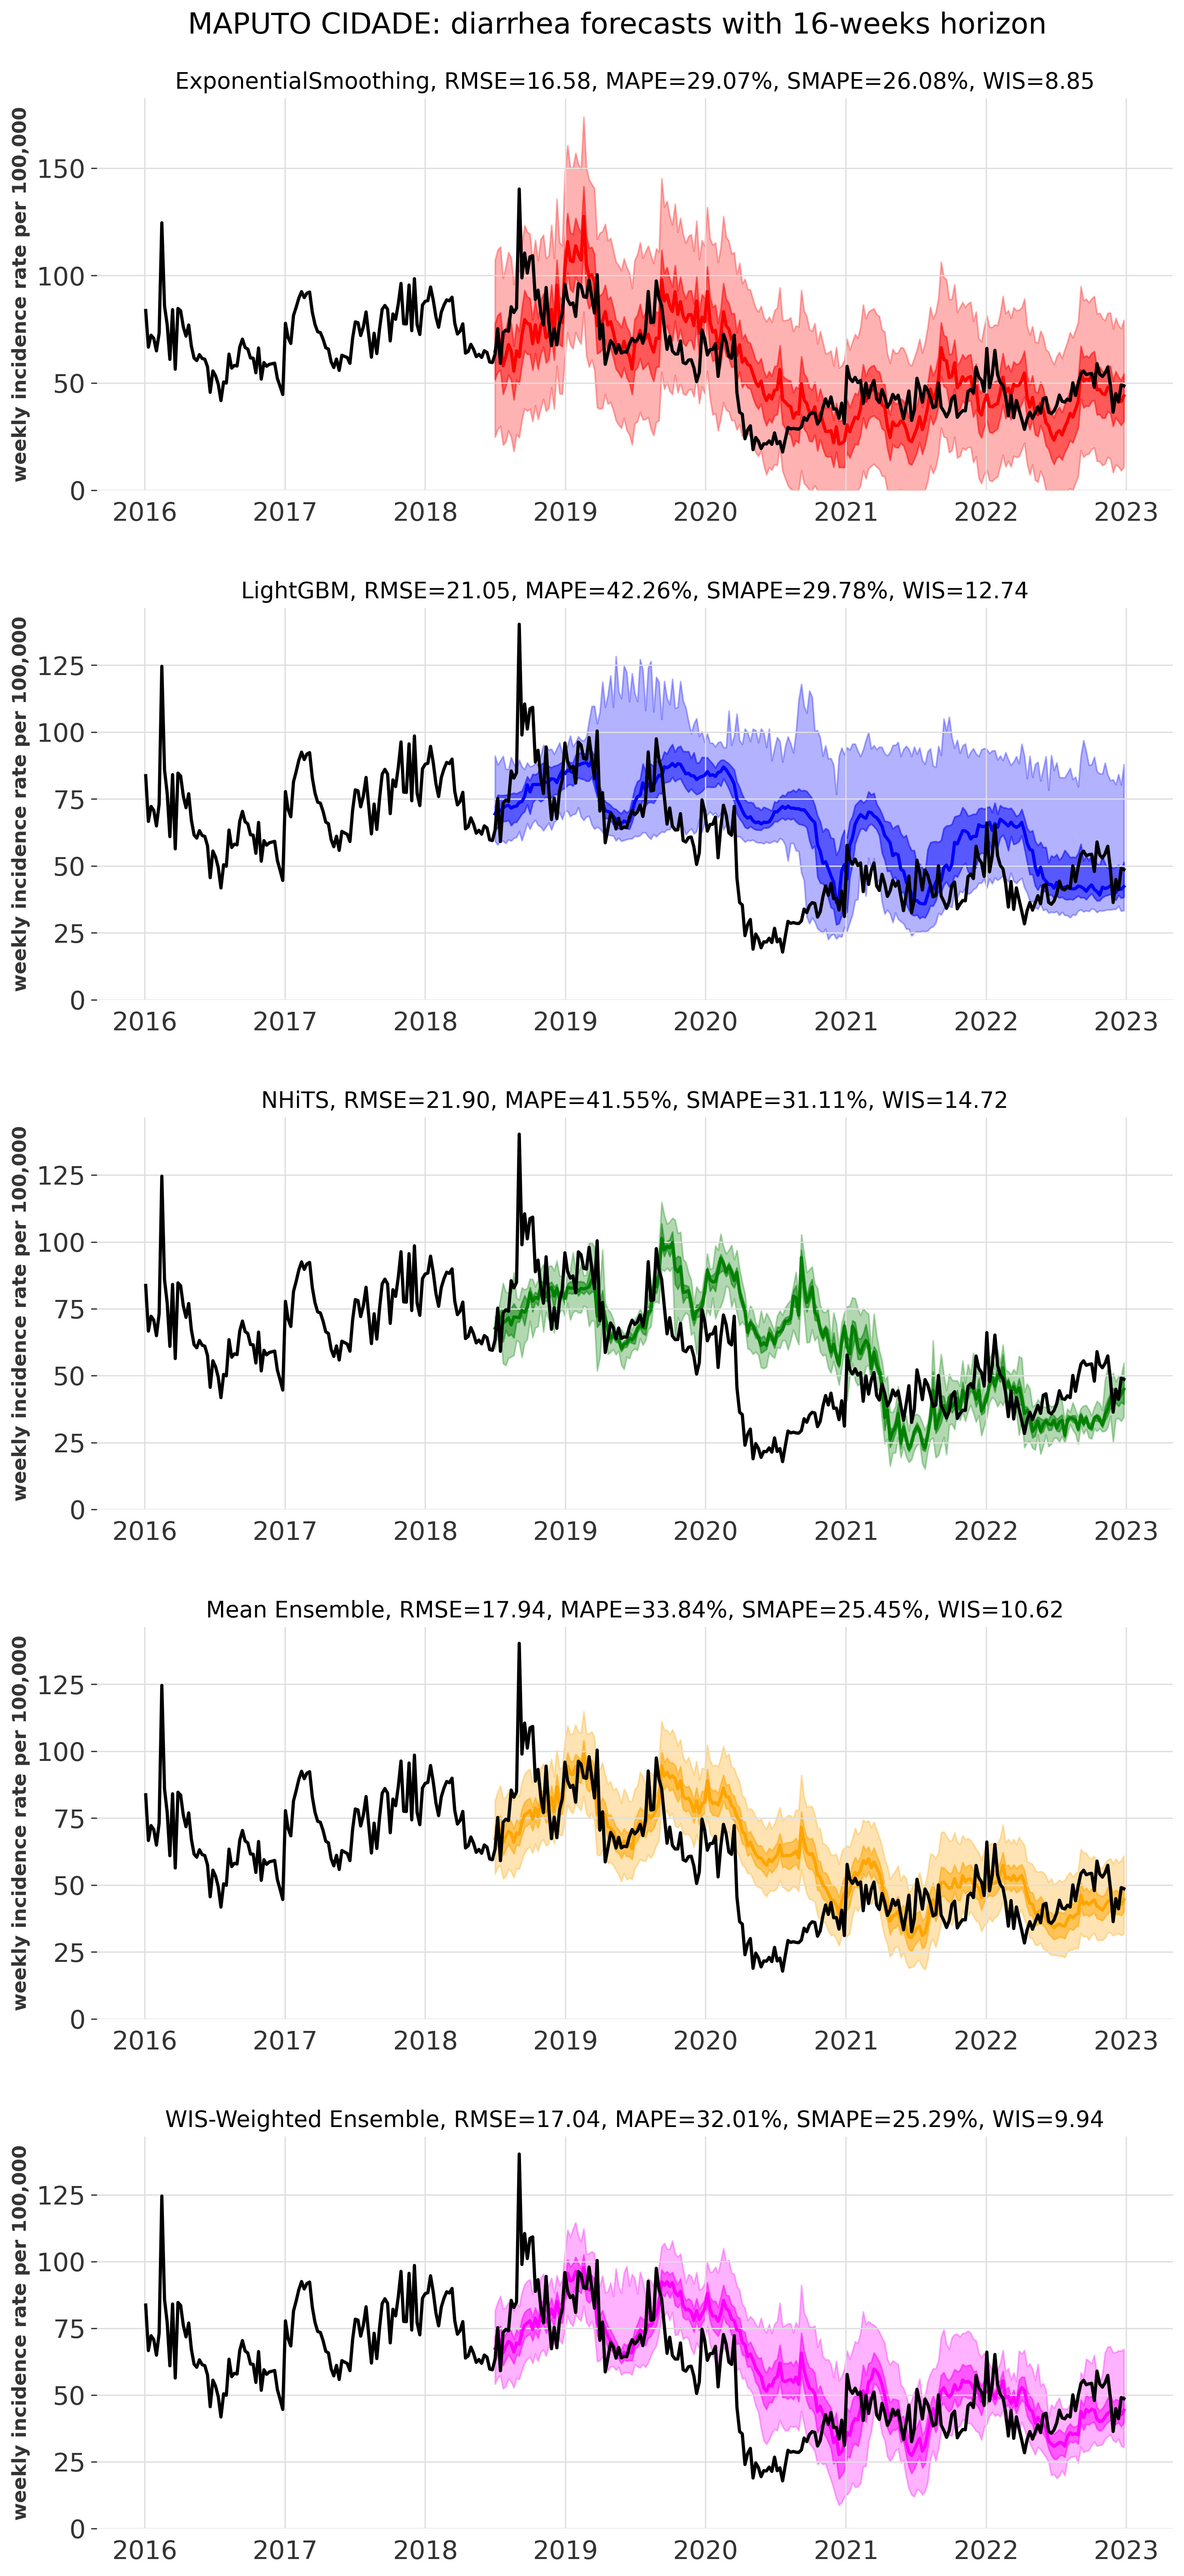 MAPUTO CIDADE: diarrhea forecasts with 16-weeks horizon
ExponentialSmoothing, RMSE=16.58, MAPE=29.07%, SMAPE=26.08%, WIS=8.85
weekly incidence rate per 100,000
150
100
50
0
2016 2017 2018 2019 2020 2021 2022 2023
LightGBM, RMSE=21.05, MAPE=42.26%, SMAPE=29.78%, WIS=12.74
weekly incidence rate per 100,000
125
100
75
50
25
0
2016 2017 2018 2019 2020 2021 2022 2023
NHiTS, RMSE=21.90, MAPE=41.55%, SMAPE=31.11%, WIS=14.72
weekly incidence rate per 100,000
125
100
75
50
25
0
2016 2017 2018 2019 2020 2021 2022 2023
Mean Ensemble, RMSE=17.94, MAPE=33.84%, SMAPE=25.45%, WIS=10.62
weekly incidence rate per 100,000
125
100
75
50
25
0
2016 2017 2018 2019 2020 2021 2022 2023
WIS-Weighted Ensemble, RMSE=17.04, MAPE=32.01%, SMAPE=25.29%, WIS=9.94
weekly incidence rate per 100,000
125
100
75
50
25
0
2016 2017 2018 2019 2020 2021 2022 2023